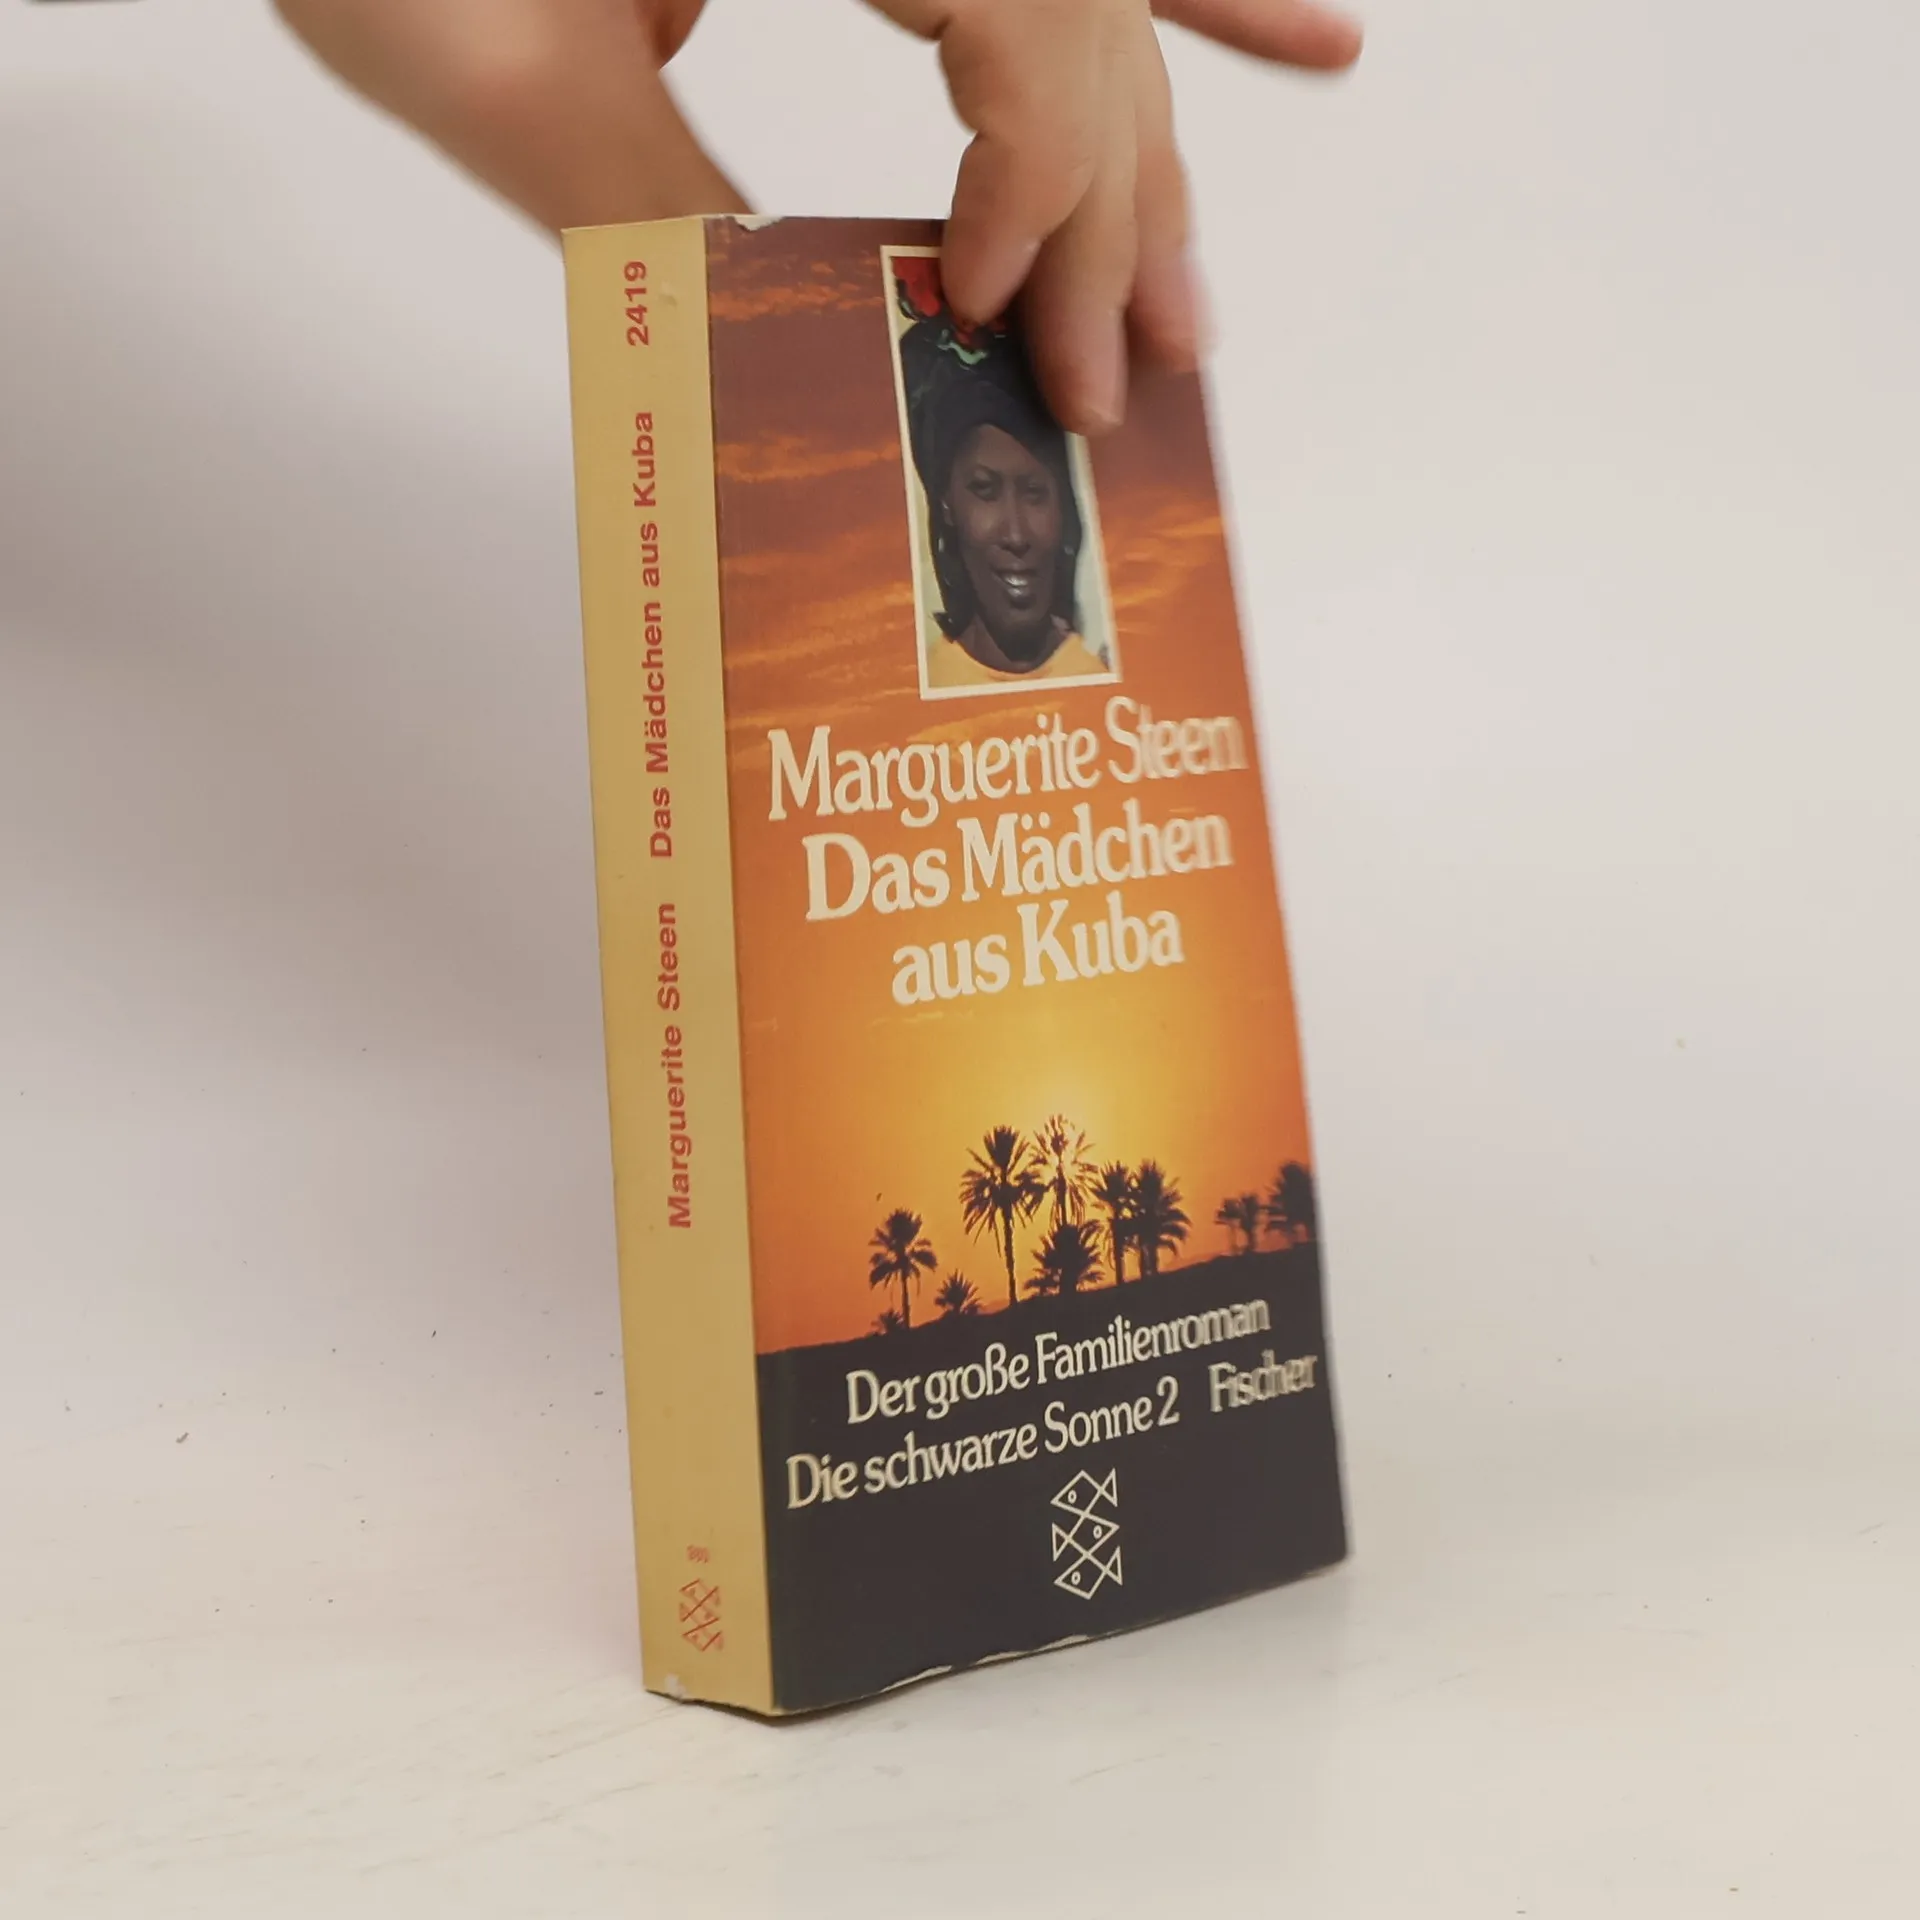 Marguerite Steen Das Mädchen aus Kuba 2419
Marguerite Steen
Das Mädchen
aus Kuba
Der große Familienroman
Die schwarze Sonne 2 Fischer